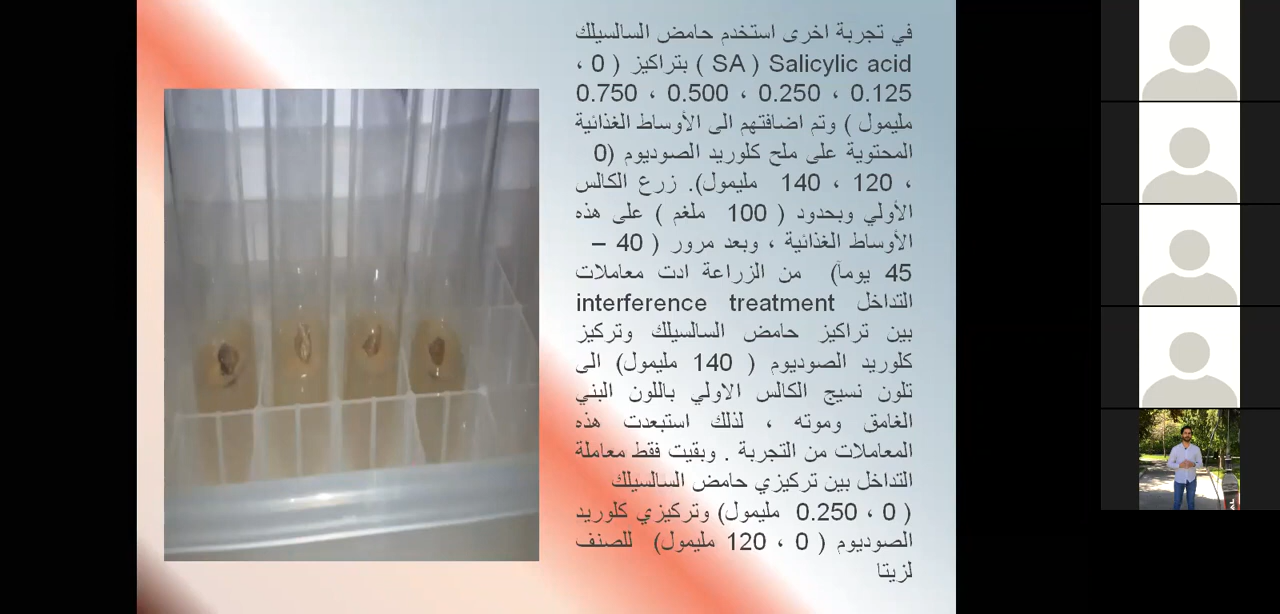 في تجربة اخرى استخدم حامض السالسيلك
Salicylic acid ( SA ) بتراكيز ( 0 ،
0.125 ، 0.250 ، 0.500 ، 0.750
مليمول ) وتم اضافتهم الى الأوساط الغذائية
المحتوية على ملح كلوريد الصوديوم (0
، 120 ، 140 مليمول). زرع الكالس
الأولي وبحدود ( 100 ملغم ) على هذه
الأوساط الغذائية ، وبعد مرور ( 40 –
45 يوماً) من الزراعة ادت معاملات
التداخل interference treatment
بين تراكيز حامض السالسيلك وتركيز
كلوريد الصوديوم ( 140 مليمول) الى
تلون نسيج الكالس الاولي باللون البني
الغامق وموته ، لذلك استبعدت هذه
المعاملات من التجربة . وبقيت فقط معاملة
التداخل بين تركيزي حامض السالسيلك
( 0 ، 0.250 مليمول) وتركيزي كلوريد
الصوديوم ( 0 ، 120 مليمول) للصنف
لزيتا